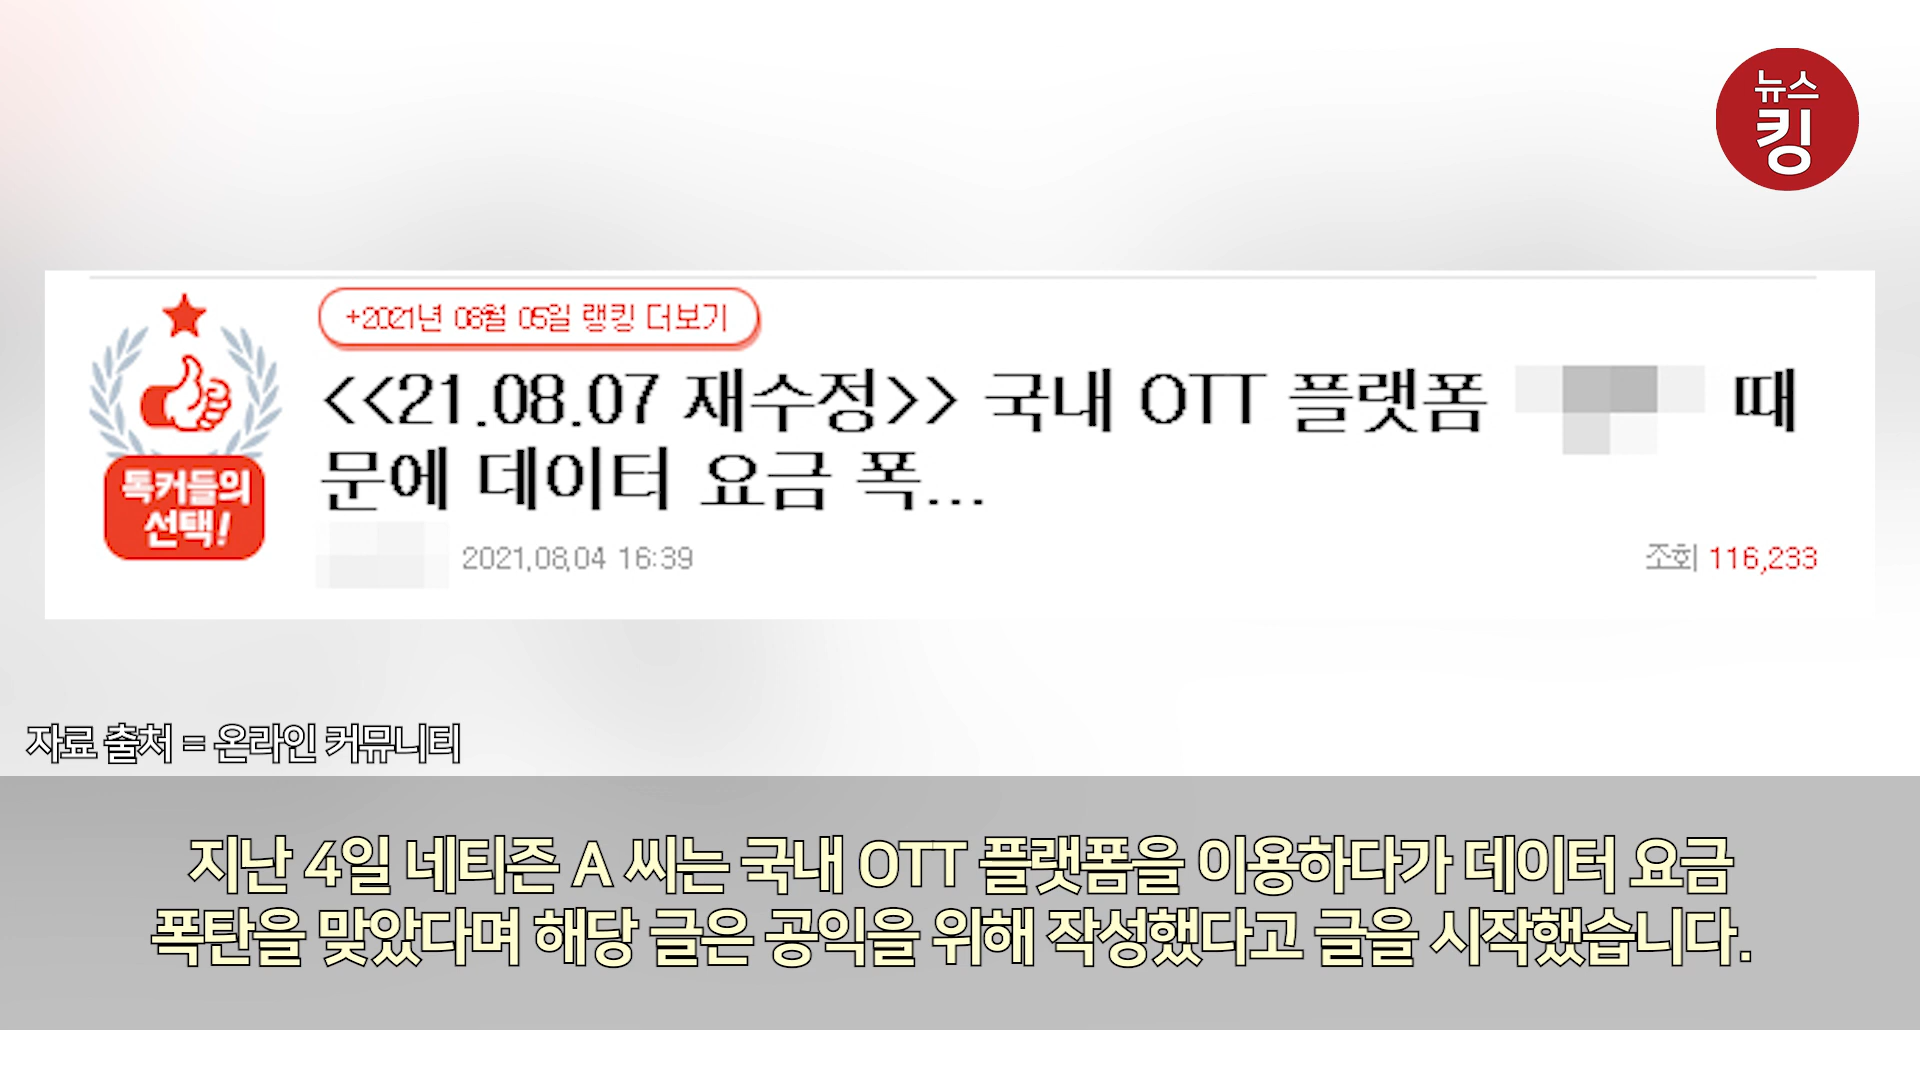 뉴스
킹
+2021년 08월 05일 랭킹 더보기
<<21.08.07 재수정>> 국내 OTT 플랫폼 때
문에 데이터 요금 폭...
톡커들의
선택!
2021.08.04 16:39
조회 116,233
자료 출처 = 온라인 커뮤니티
지난 4일 네티즌 A 씨는 국내 OTT 플랫폼을 이용하다가 데이터 요금
폭탄을 맞았다며 해당 글은 공익을 위해 작성했다고 글을 시작했습니다.